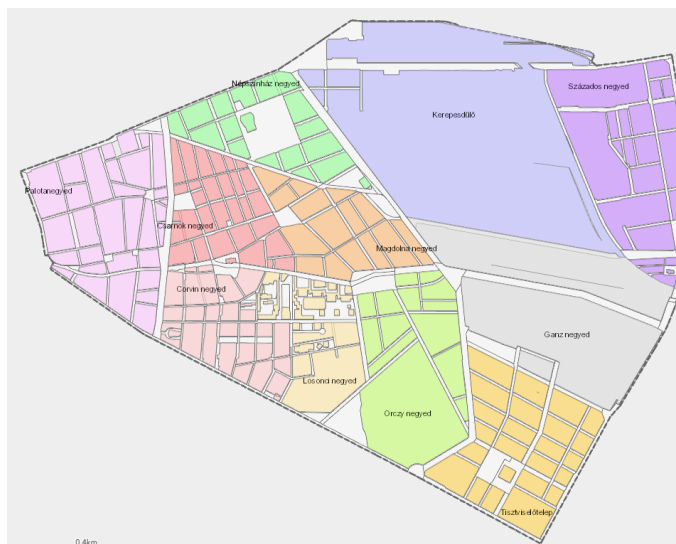 Népszínház negyed
Százados negyed
Kerepesdűlő
Palotanegyed
Csarnok negyed
Magdolna negyed
Corvin negyed
Ganz negyed
Losonci negyed
Orczy negyed
Tisztviselőtelep
0.4km